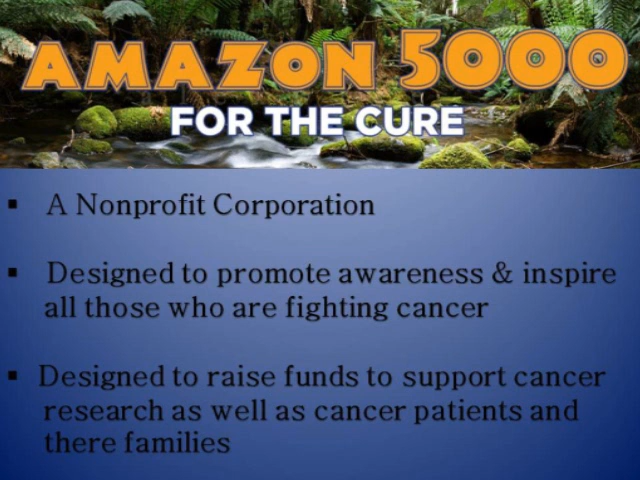 AMAZON 5000
FOR THE CURE
▪ A Nonprofit Corporation
▪ Designed to promote awareness & inspire
all those who are fighting cancer
▪ Designed to raise funds to support cancer
research as well as cancer patients and
there families